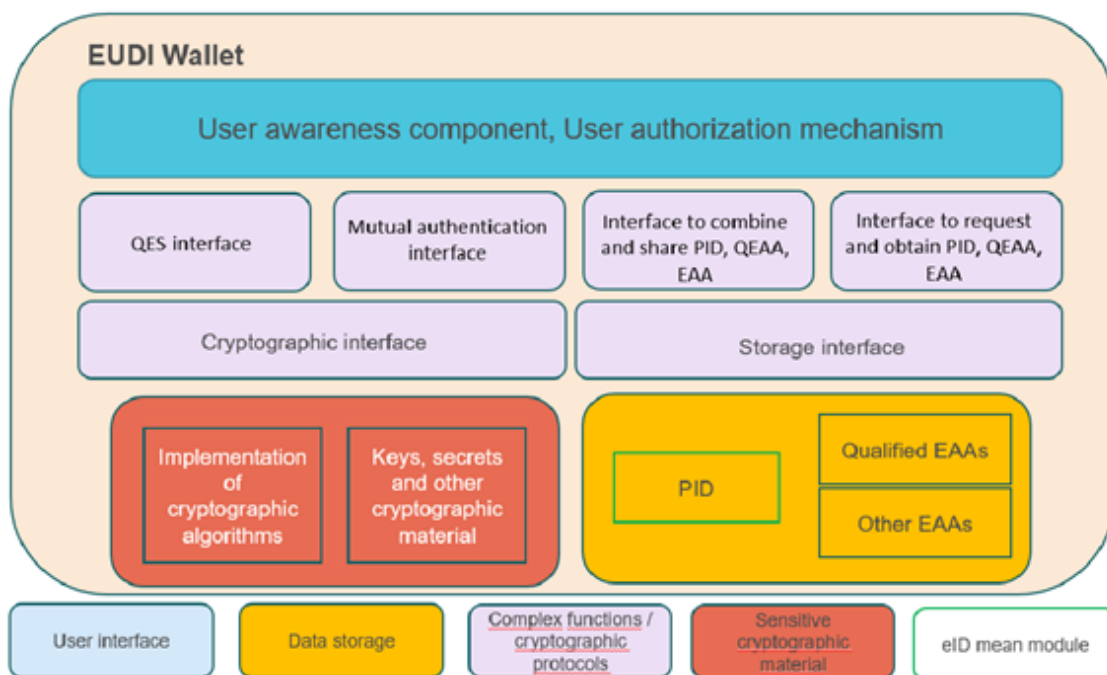 EUDI Wallet
User awareness component, User authorization mechanism
QES interface
Mutual authentication
interface
Interface to combine
and share PID, QEAA,
EAA
Interface to request
and obtain PID, QEAA,
EAA
Cryptographic interface
Storage interface
Implementation
of
cryptographic
algorithms
Keys, secrets
and other
cryptographic
material
PID
Qualified EAAs
Other EAAs
User interface
Data storage
Complex functions /
cryptographic
protocols
Sensitive
cryptographic
material
eID mean module